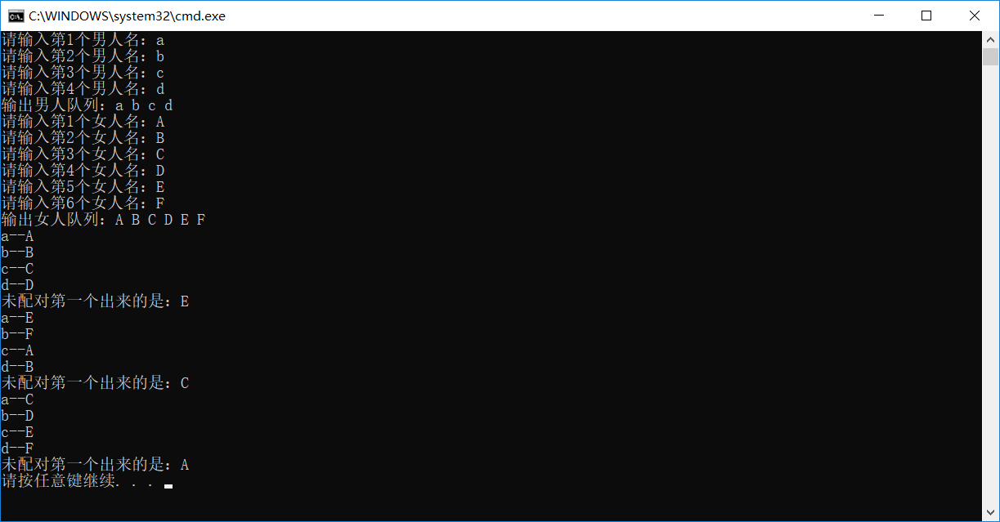 C:\WINDOWS\system32\cmd.exe
请输入第1个男人名：a
请输入第2个男人名：b
请输入第3个男人名：c
请输入第4个男人名：d
输出男人队列：a b c d
请输入第1个女人名：A
请输入第2个女人名：B
请输入第3个女人名：C
请输入第4个女人名：D
请输入第5个女人名：E
请输入第6个女人名：F
输出女人队列：A B C D E F
a--A
b--B
c--C
d--D
未配对第一个出来的是：E
a--E
b--F
c--A
d--B
未配对第一个出来的是：C
a--C
b--D
c--E
d--F
未配对第一个出来的是：A
请按任意键继续. . .